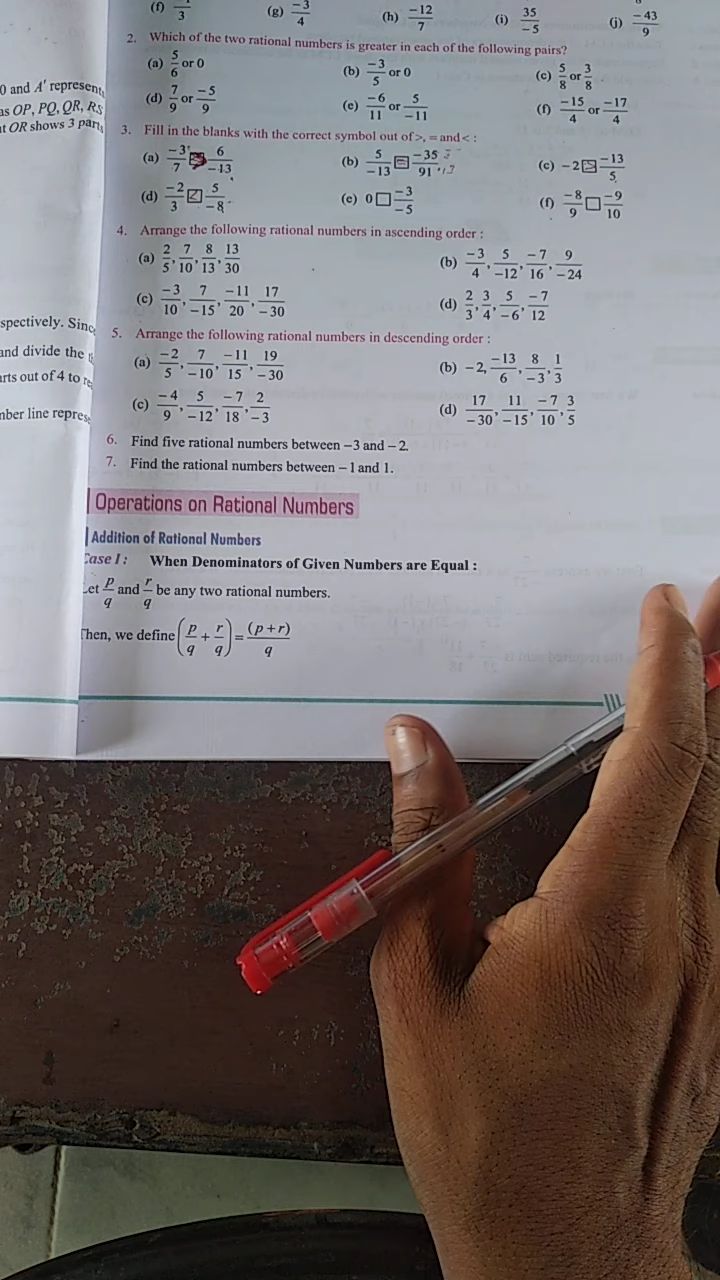 (f) 1/3 (g) -3/4 (h) -12/7 (i) 35/-5 (j) -43/9
2. Which of the two rational numbers is greater in each of the following pairs?
(a) 5/6 or 0 (b) -3/5 or 0 (c) 5/8 or 3/8
(d) 7/9 or -5/9 (e) -6/11 or 5/-11 (f) -15/4 or -17/4
3. Fill in the blanks with the correct symbol out of >, = and < :
(a) -3/7 □ 6/-13 (b) 5/-13 = -35/91 (c) -2 > -13/5
(d) -2/3 < 5/-8 (e) 0 □ -3/-5 (f) -8/9 □ -9/10
4. Arrange the following rational numbers in ascending order :
(a) 2/5, 7/10, 8/13, 13/30 (b) -3/4, 5/-12, -7/16, 9/-24
(c) -3/10, 7/-15, -11/20, 17/-30 (d) 2/3, 3/4, 5/-6, -7/12
5. Arrange the following rational numbers in descending order :
(a) -2/5, 7/-10, -11/15, 19/-30 (b) -2, -13/6, 8/-3, 1/3
(c) -4/9, 5/-12, -7/18, 2/-3 (d) 17/-30, 11/-15, -7/10, 3/5
6. Find five rational numbers between -3 and -2.
7. Find the rational numbers between -1 and 1.
Operations on Rational Numbers
Addition of Rational Numbers
Case I : When Denominators of Given Numbers are Equal :
Let p/q and r/q be any two rational numbers.
Then, we define (p/q + r/q) = (p+r)/q
0 and A' represent
as OP, PQ, QR, RS
at OR shows 3 parts
spectively. Sinc
and divide the
arts out of 4 to re
mber line repres